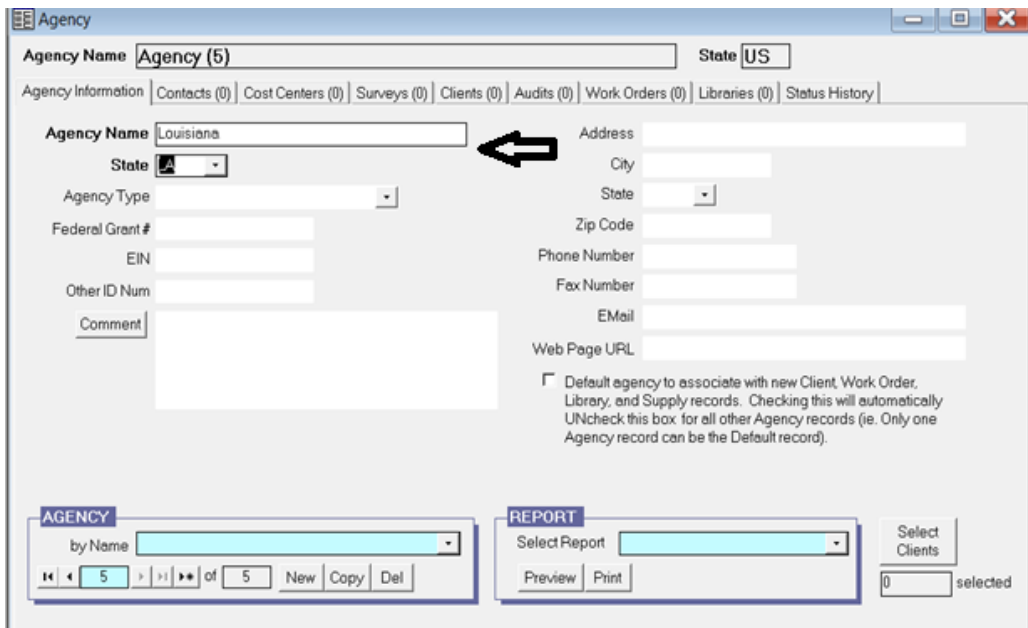 Agency
Agency Name Agency (5) State US
Agency Information Contacts (0) Cost Centers (0) Surveys (0) Clients (0) Audits (0) Work Orders (0) Libraries (0) Status History
Agency Name Louisiana
State LA
Agency Type
Federal Grant #
EIN
Other ID Num
Comment
Address
City
State
Zip Code
Phone Number
Fax Number
EMail
Web Page URL
Default agency to associate with new Client, Work Order,
Library, and Supply records. Checking this will automatically
UNcheck this box for all other Agency records (ie. Only one
Agency record can be the Default record).
AGENCY
by Name
5 of 5 New Copy Del
REPORT
Select Report
Preview Print
Select
Clients
0 selected